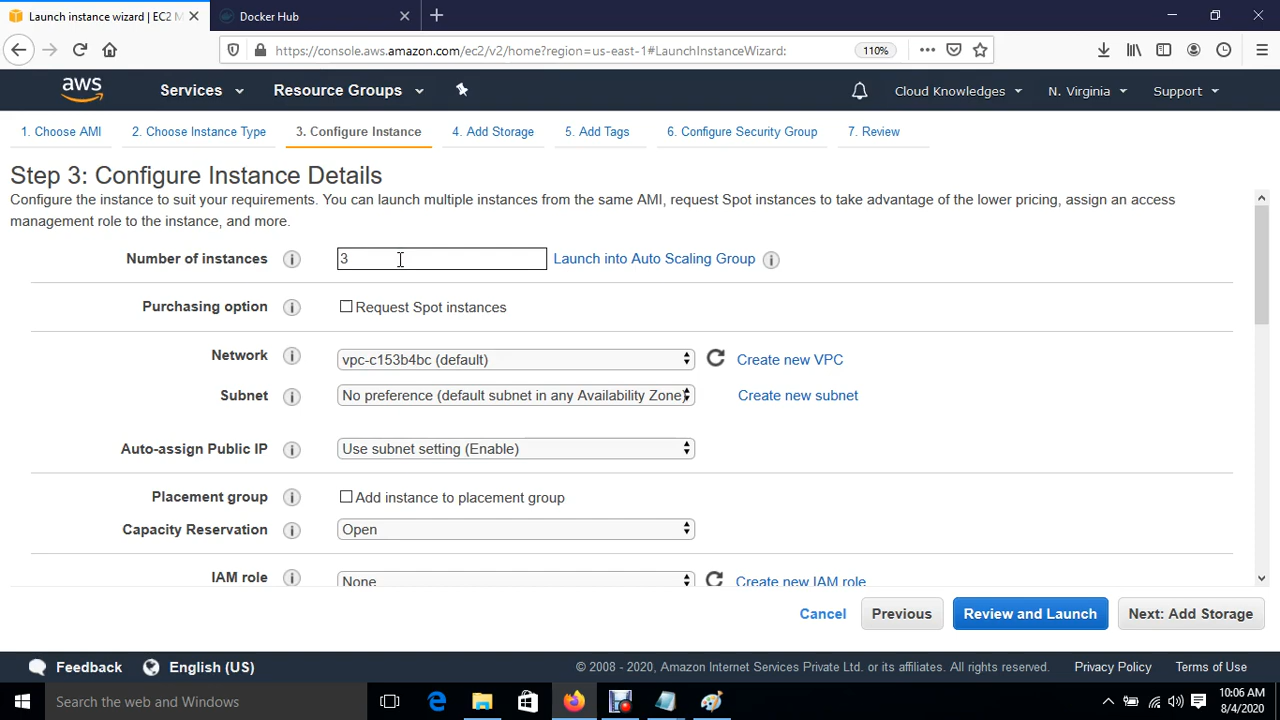 Launch instance wizard | EC2 M
Docker Hub
https://console.aws.amazon.com/ec2/v2/home?region=us-east-1#LaunchInstanceWizard:
110%
aws
Services
Resource Groups
Cloud Knowledges
N. Virginia
Support
1. Choose AMI
2. Choose Instance Type
3. Configure Instance
4. Add Storage
5. Add Tags
6. Configure Security Group
7. Review
Step 3: Configure Instance Details
Configure the instance to suit your requirements. You can launch multiple instances from the same AMI, request Spot instances to take advantage of the lower pricing, assign an access
management role to the instance, and more.
Number of instances
3
Launch into Auto Scaling Group
Purchasing option
Request Spot instances
Network
vpc-c153b4bc (default)
Create new VPC
Subnet
No preference (default subnet in any Availability Zone)
Create new subnet
Auto-assign Public IP
Use subnet setting (Enable)
Placement group
Add instance to placement group
Capacity Reservation
Open
IAM role
None
Create new IAM role
Cancel
Previous
Review and Launch
Next: Add Storage
Feedback
English (US)
© 2008 - 2020, Amazon Internet Services Private Ltd. or its affiliates. All rights reserved.
Privacy Policy
Terms of Use
Search the web and Windows
10:06 AM
8/4/2020